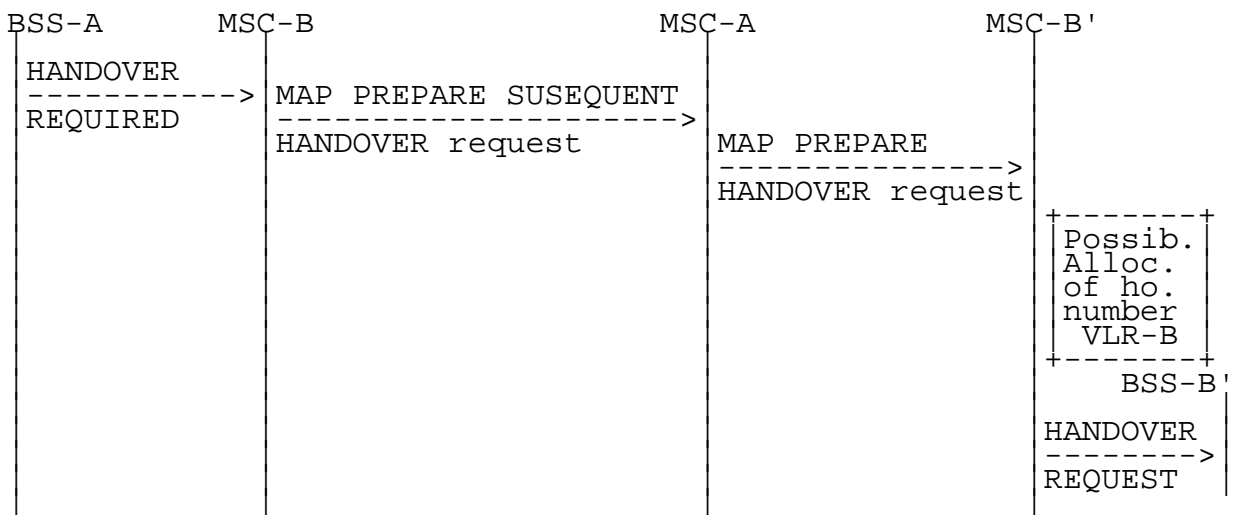 BSS-A MSC-B MSC-A MSC-B'
HANDOVER
REQUIRED
MAP PREPARE SUSEQUENT
HANDOVER request
MAP PREPARE
HANDOVER request
Possib.
Alloc.
of ho.
number
VLR-B
BSS-B'
HANDOVER
REQUEST